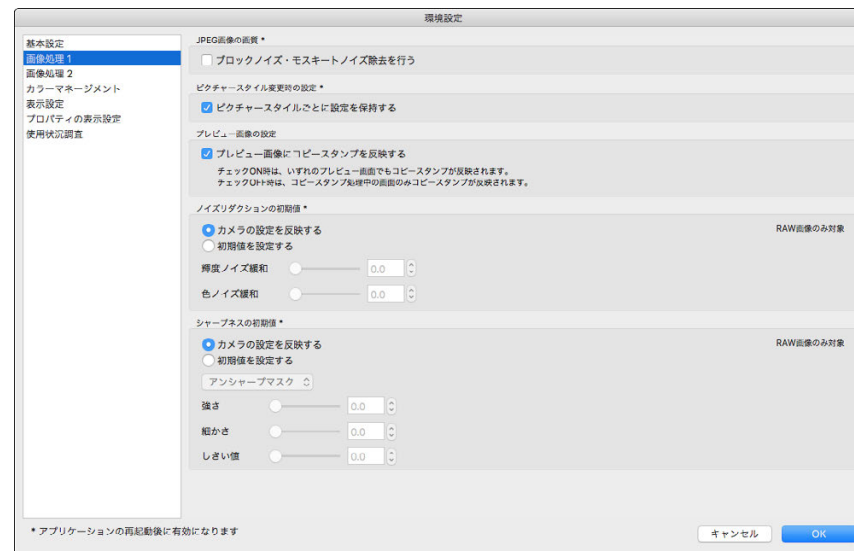 環境設定
基本設定
画像処理 1
画像処理 2
カラーマネージメント
表示設定
プロパティの表示設定
使用状況調査
JPEG画像の画質 *
ブロックノイズ・モスキートノイズ除去を行う
ピクチャースタイル変更時の設定 *
ピクチャースタイルごとに設定を保持する
プレビュー画像の設定
プレビュー画像にコピースタンプを反映する
チェックON時は、いずれのプレビュー画面でもコピースタンプが反映されます。
チェックOFF時は、コピースタンプ処理中の画面のみコピースタンプが反映されます。
ノイズリダクションの初期値 *
カメラの設定を反映する RAW画像のみ対象
初期値を設定する
輝度ノイズ緩和 0.0
色ノイズ緩和 0.0
シャープネスの初期値 *
カメラの設定を反映する RAW画像のみ対象
初期値を設定する
アンシャープマスク
強さ 0.0
細かさ 0.0
しきい値 0.0
* アプリケーションの再起動後に有効になります
キャンセル OK